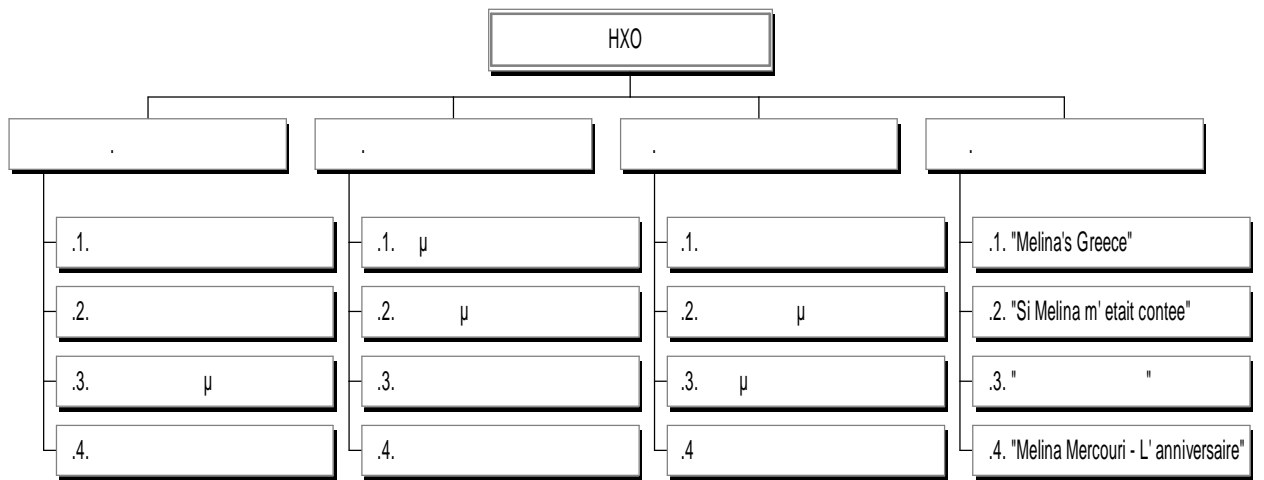 HXO
.
.
.
.
.1.
.2.
.3. µ
.4.
.1. µ
.2. µ
.3.
.4.
.1.
.2. µ
.3. µ
.4
.1. "Melina's Greece"
.2. "Si Melina m' etait contee"
.3. " "
.4. "Melina Mercouri - L' anniversaire"